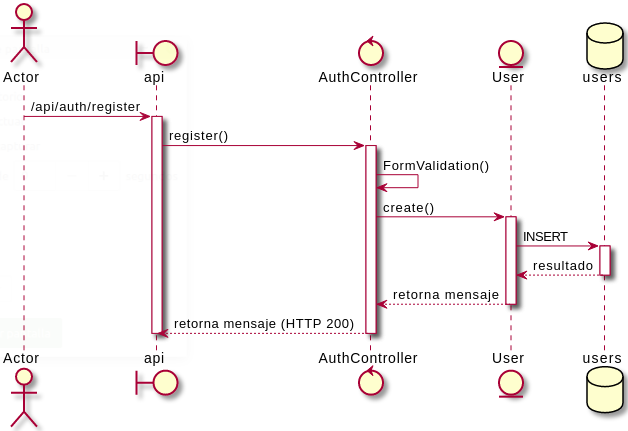 Actor api AuthController User users
/api/auth/register
register()
FormValidation()
create()
INSERT
resultado
retorna mensaje
retorna mensaje (HTTP 200)
Actor api AuthController User users